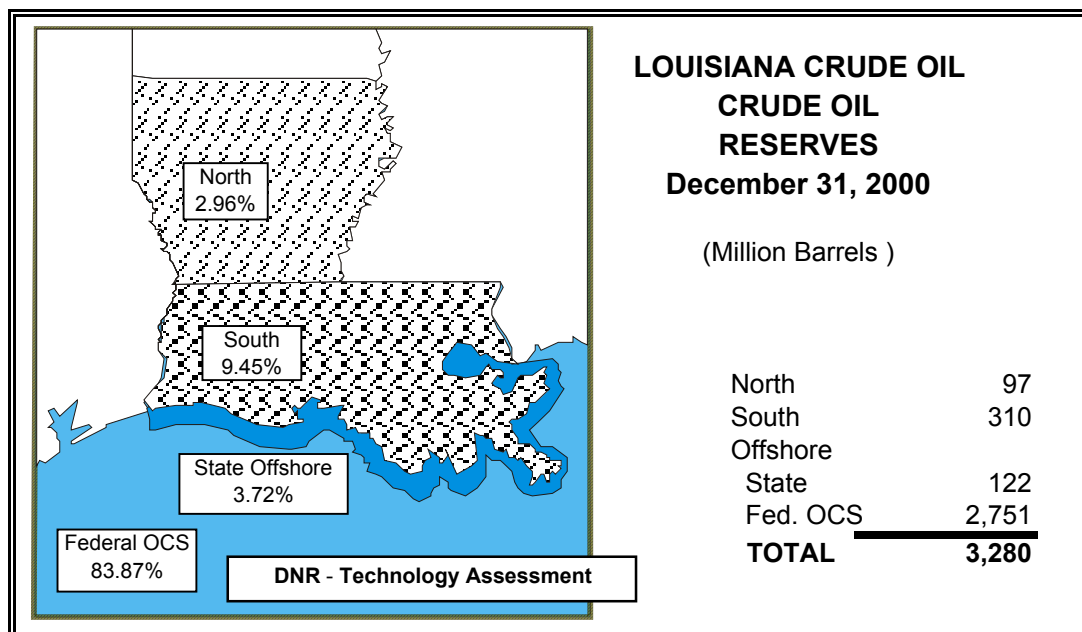 LOUISIANA CRUDE OIL
CRUDE OIL
RESERVES
December 31, 2000
(Million Barrels )
North
2.96%
South
9.45%
State Offshore
3.72%
Federal OCS
83.87%
DNR - Technology Assessment
North 97
South 310
Offshore
State 122
Fed. OCS 2,751
TOTAL 3,280